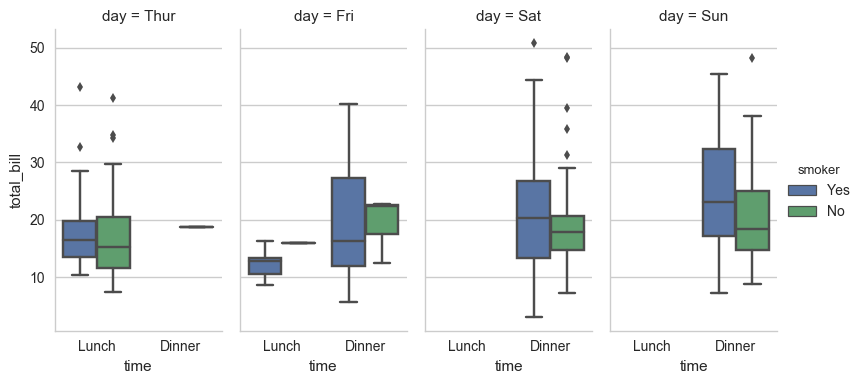 day = Thur
day = Fri
day = Sat
day = Sun
total_bill
50
40
30
20
10
Lunch
Dinner
Lunch
Dinner
Lunch
Dinner
Lunch
Dinner
time
time
time
time
smoker
Yes
No